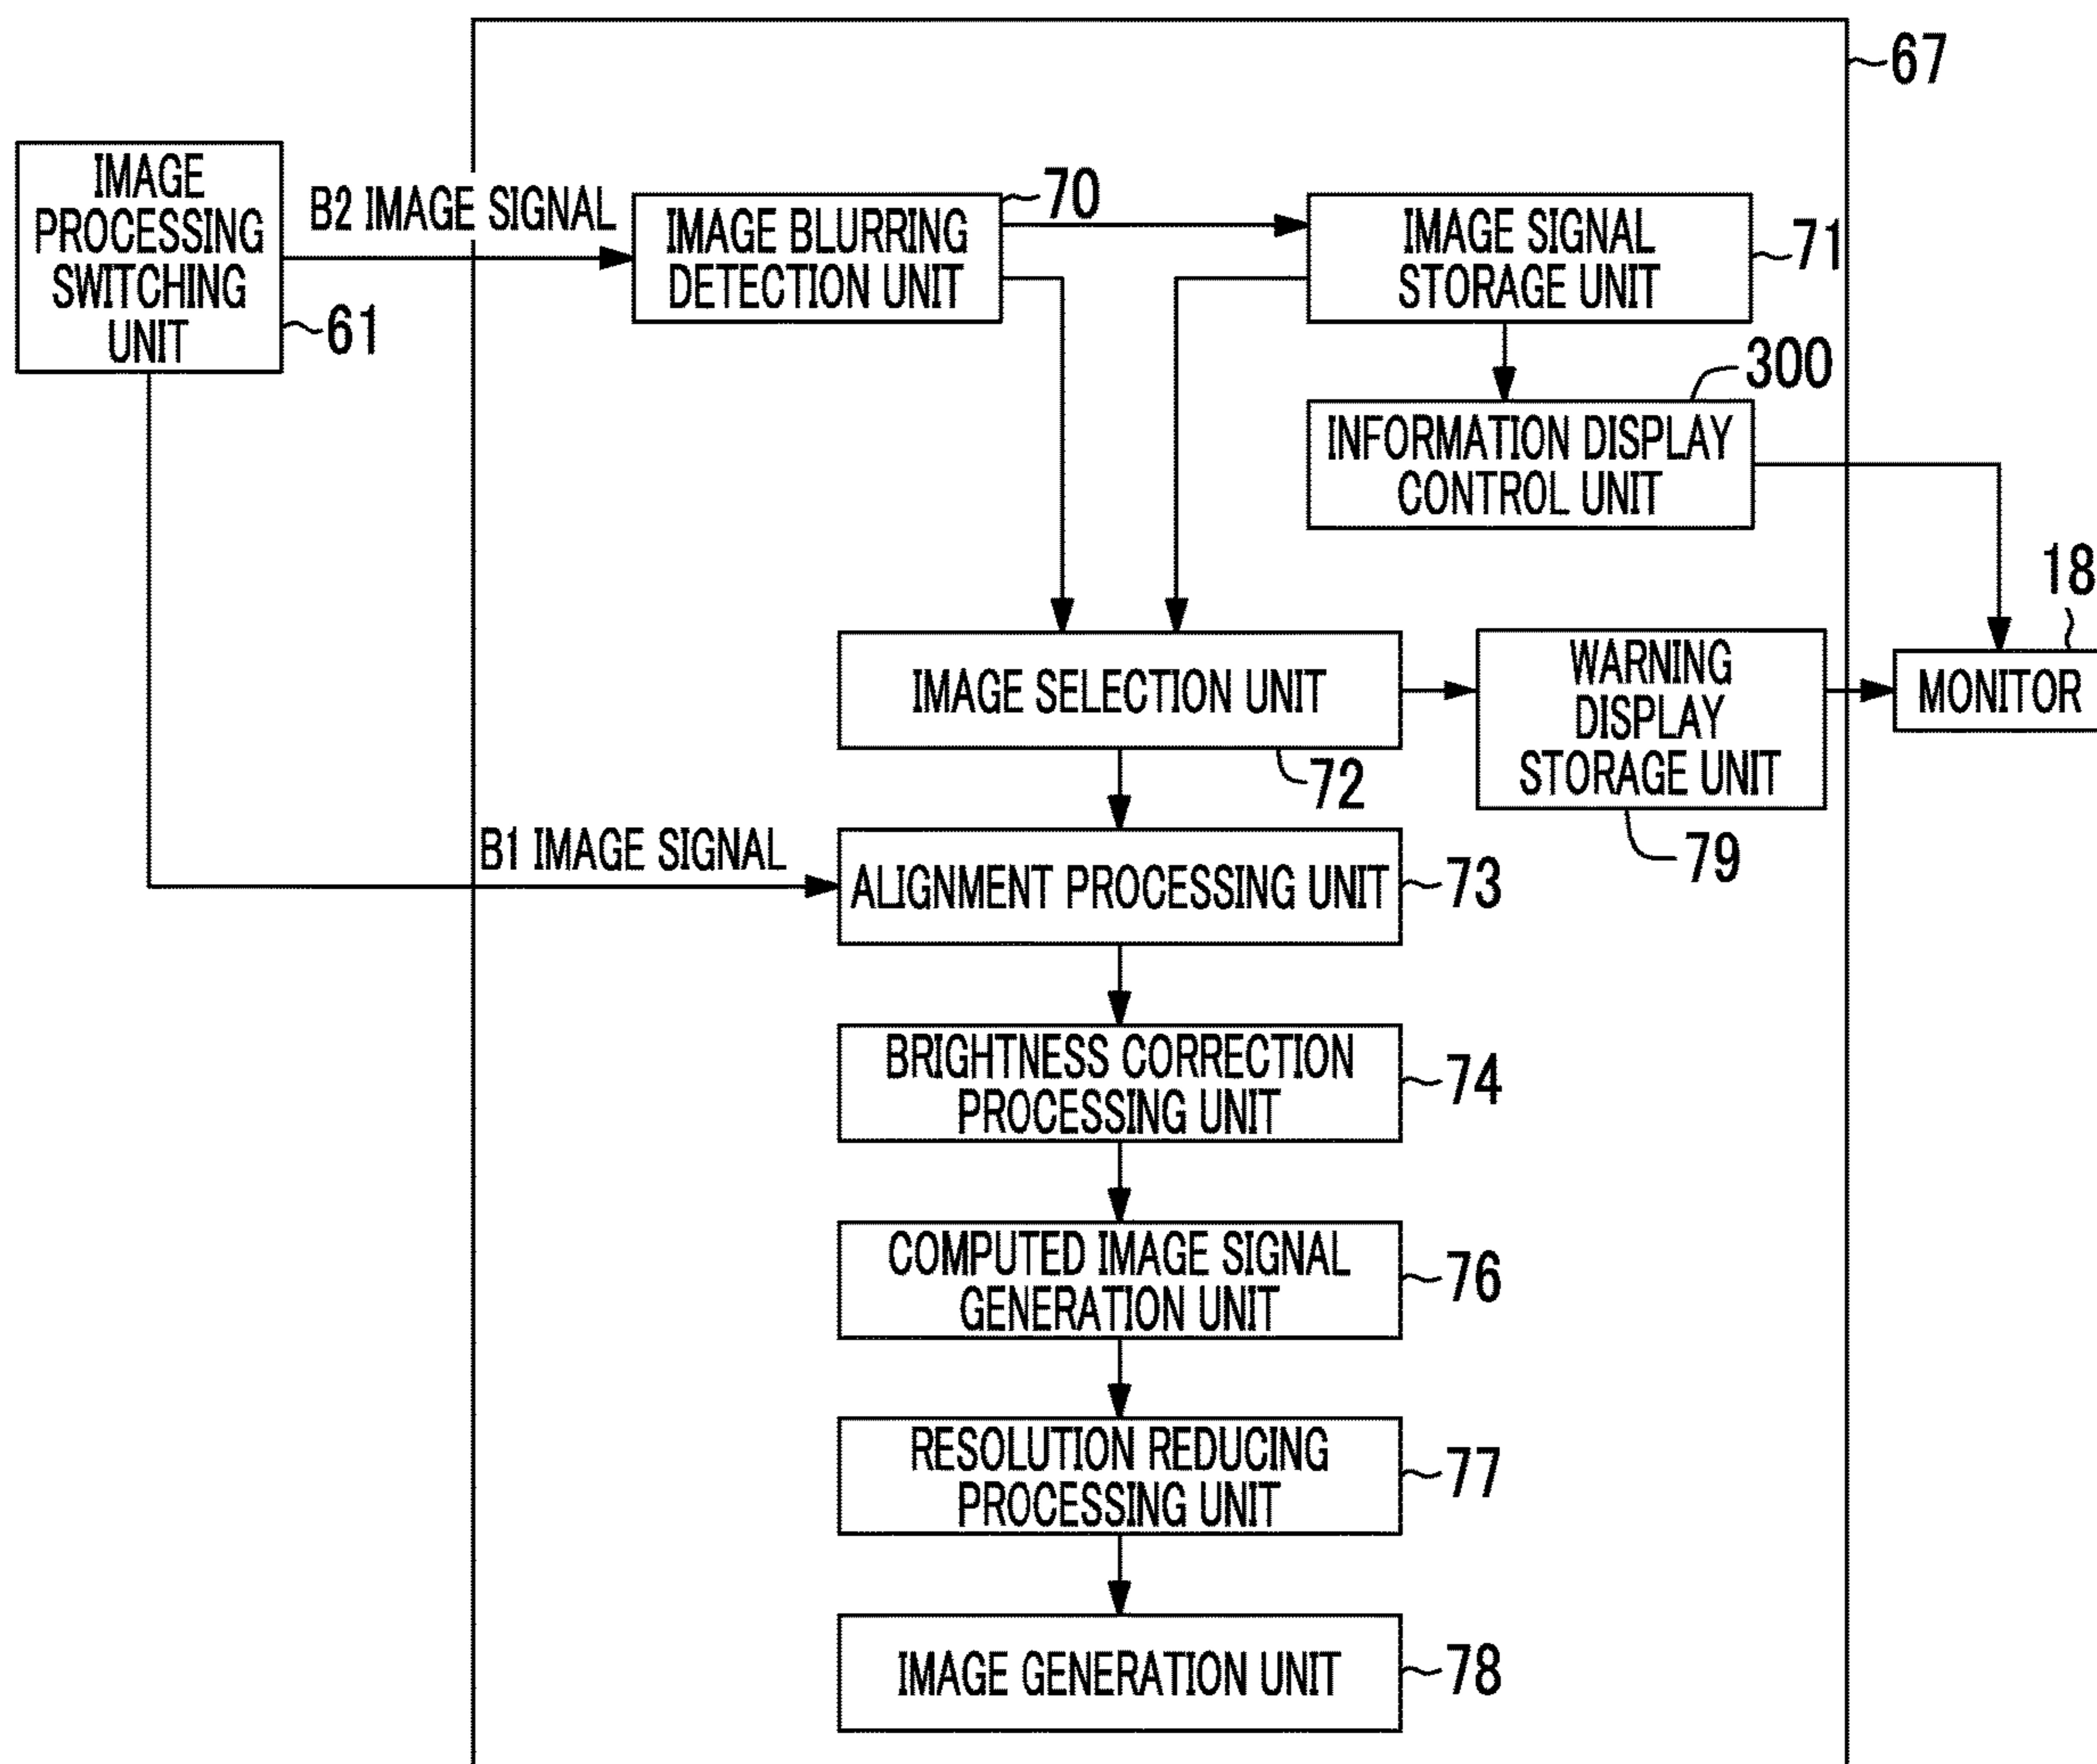 67
IMAGE
PROCESSING
SWITCHING
UNIT
61
B2 IMAGE SIGNAL
IMAGE BLURRING
DETECTION UNIT
70
IMAGE SIGNAL
STORAGE UNIT
71
300
INFORMATION DISPLAY
CONTROL UNIT
18
MONITOR
IMAGE SELECTION UNIT
72
WARNING
DISPLAY
STORAGE UNIT
79
B1 IMAGE SIGNAL
ALIGNMENT PROCESSING UNIT
73
BRIGHTNESS CORRECTION
PROCESSING UNIT
74
COMPUTED IMAGE SIGNAL
GENERATION UNIT
76
RESOLUTION REDUCING
PROCESSING UNIT
77
IMAGE GENERATION UNIT
78